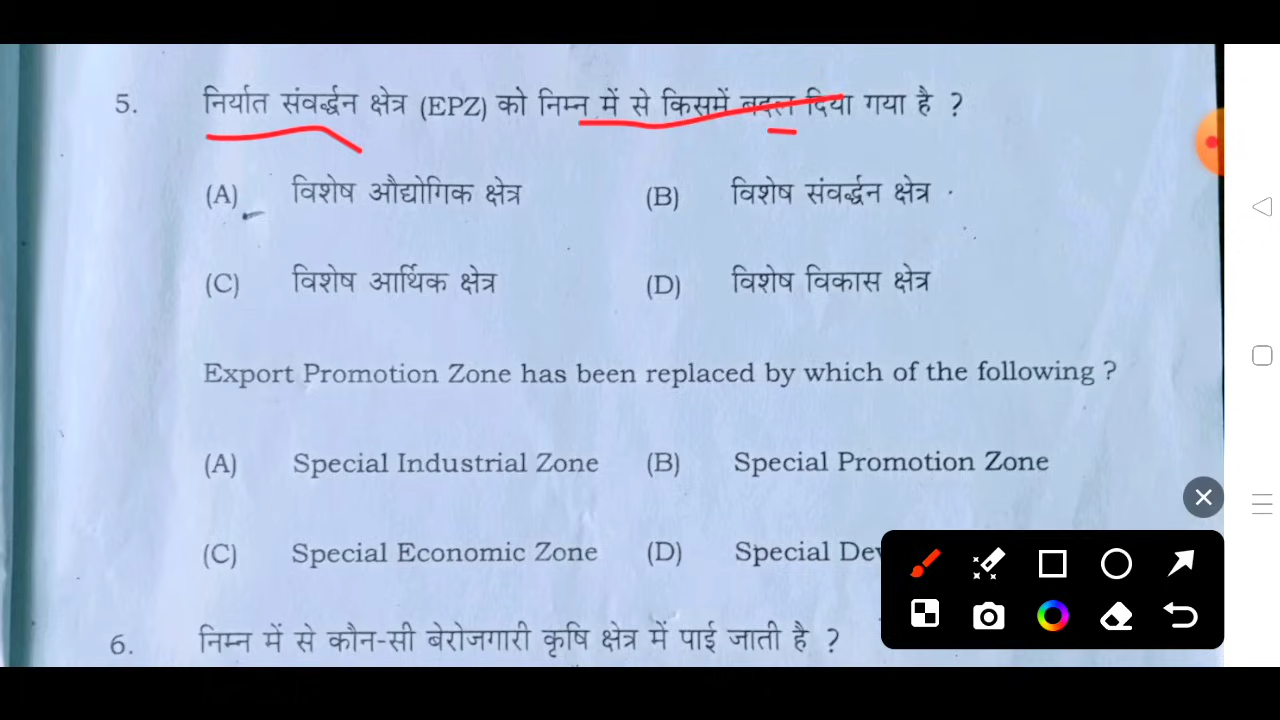 5. निर्यात संवर्द्धन क्षेत्र (EPZ) को निम्न में से किसमें बदल दिया गया है ?
(A) विशेष औद्योगिक क्षेत्र (B) विशेष संवर्द्धन क्षेत्र
(C) विशेष आर्थिक क्षेत्र (D) विशेष विकास क्षेत्र
Export Promotion Zone has been replaced by which of the following ?
(A) Special Industrial Zone (B) Special Promotion Zone
(C) Special Economic Zone (D) Special
6. निम्न में से कौन-सी बेरोजगारी कृषि क्षेत्र में पाई जाती है ?